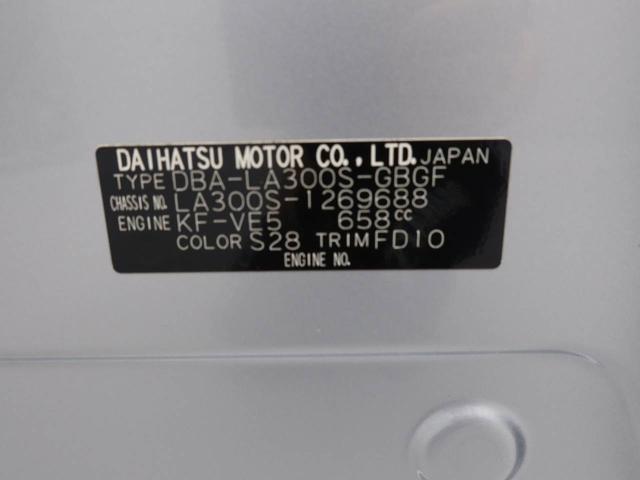 DAIHATSU MOTOR CO., LTD. JAPAN
TYPE DBA-LA300S-GBGF
CHASSIS NO. LA300S-1269688
ENGINE KF-VE5 658cc
COLOR S28 TRIM FD10
ENGINE NO.